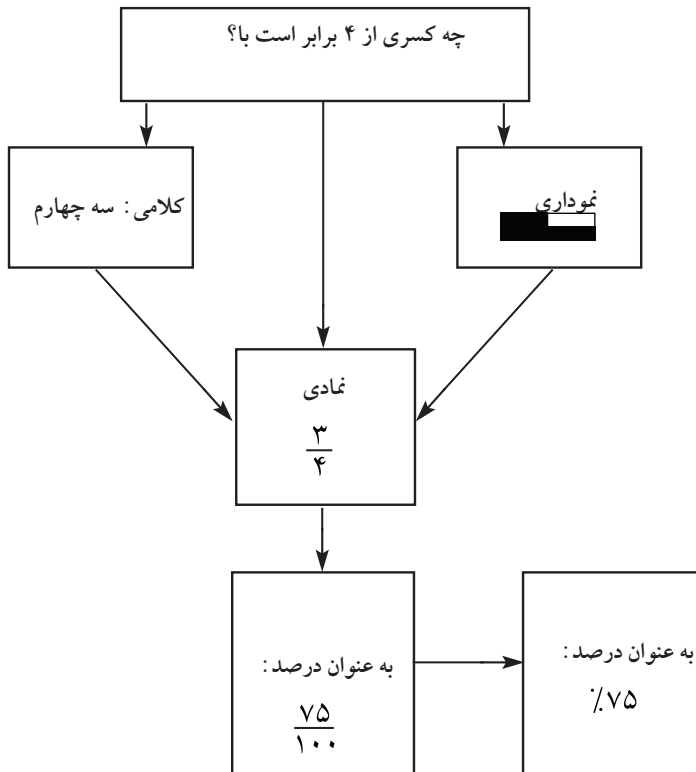 چه کسری از ۴ برابر است با؟
نموداری
کلامی: سه چهارم
نمادی
۳
۴
به عنوان درصد:
۷۵
۱۰۰
به عنوان درصد:
٪۷۵